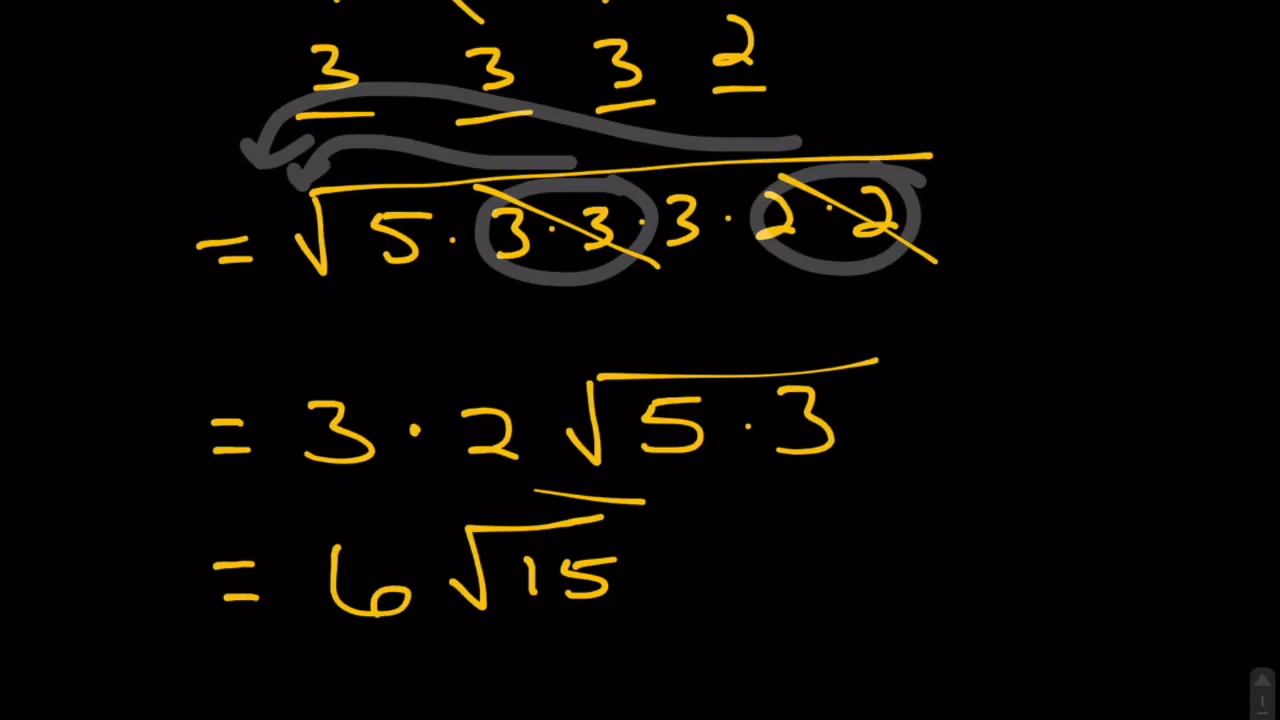 3 3 3 2
= √5 · 3 · 3 · 3 · 2 · 2
= 3 · 2 √5 · 3
= 6 √15